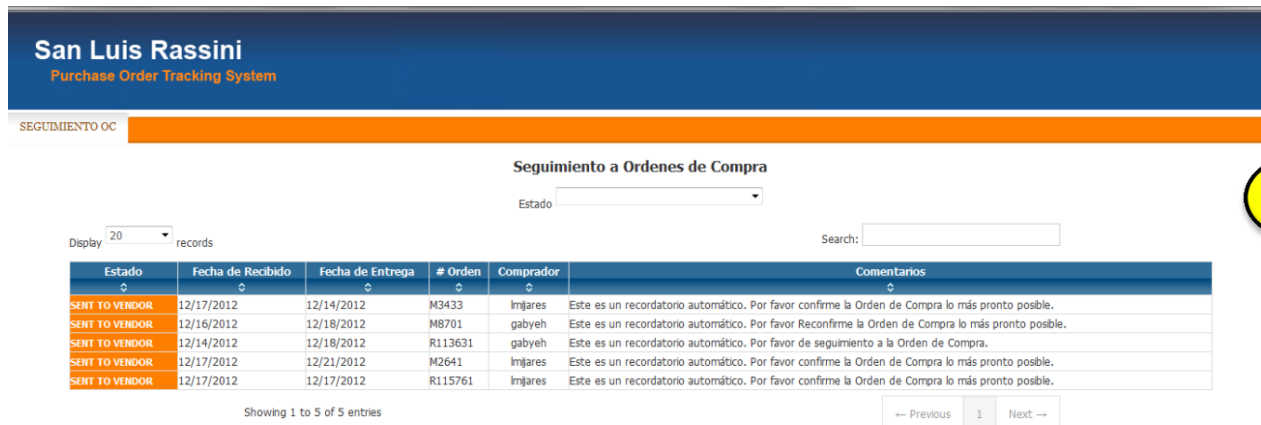 San Luis Rassini
Purchase Order Tracking System
SEGUIMIENTO OC
Seguimiento a Ordenes de Compra
Estado
Display 20 records
Search:
Estado Fecha de Recibido Fecha de Entrega # Orden Comprador Comentarios
SENT TO VENDOR 12/17/2012 12/14/2012 M3433 lmijares Este es un recordatorio automático. Por favor confirme la Orden de Compra lo más pronto posible.
SENT TO VENDOR 12/16/2012 12/18/2012 M8701 gabyeh Este es un recordatorio automático. Por favor Reconfirme la Orden de Compra lo más pronto posible.
SENT TO VENDOR 12/14/2012 12/18/2012 R113631 gabyeh Este es un recordatorio automático. Por favor de seguimiento a la Orden de Compra.
SENT TO VENDOR 12/17/2012 12/21/2012 M2641 lmijares Este es un recordatorio automático. Por favor confirme la Orden de Compra lo más pronto posible.
SENT TO VENDOR 12/17/2012 12/17/2012 R115761 lmijares Este es un recordatorio automático. Por favor confirme la Orden de Compra lo más pronto posible.
Showing 1 to 5 of 5 entries
← Previous 1 Next →